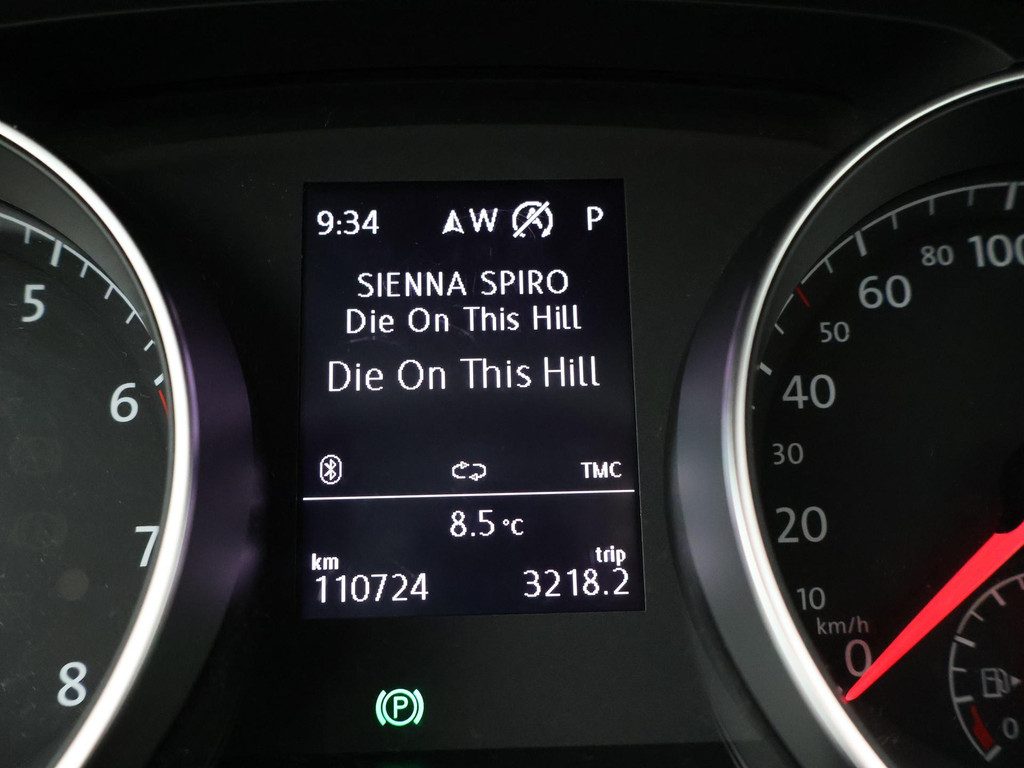 9:34 W P
SIENNA SPIRO
Die On This Hill
Die On This Hill
TMC
8.5 °C
km trip
110724 3218.2
P
5
6
7
8
100
80
60
50
40
30
20
10
km/h
0
0